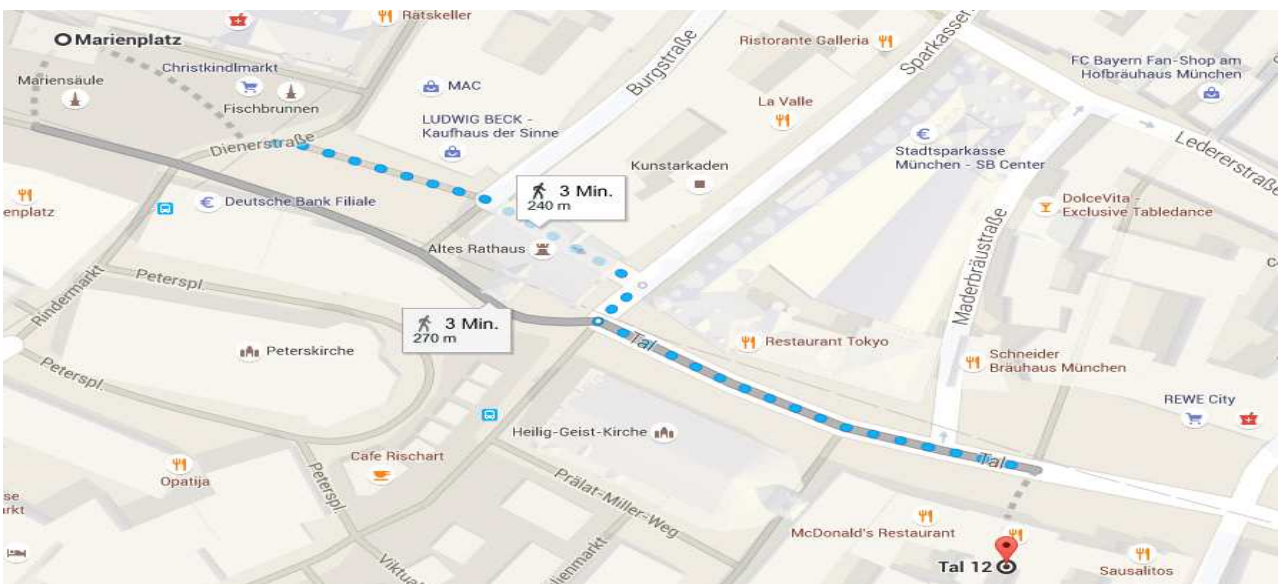 Ratskeller
Marienplatz
Mariensäule
Christkindlmarkt
Fischbrunnen
MAC
Burgstraße
Ristorante Galleria
Sparkassen
FC Bayern Fan-Shop am
Hofbräuhaus München
LUDWIG BECK -
Kaufhaus der Sinne
La Valle
Dienerstraße
Stadtsparkasse
München - SB Center
Ledererstraße
Kunstarkaden
3 Min.
240 m
enplatz
Deutsche Bank Filiale
DolceVita -
Exclusive Tabledance
Altes Rathaus
Maderbräustraße
Rindermarkt
Peterspl.
3 Min.
270 m
Tal
Restaurant Tokyo
Peterskirche
Schneider
Bräuhaus München
Peterspl.
REWE City
Heilig-Geist-Kirche
Cafe Rischart
Tal
Opatija
Peterspl.
Prälat-Miller-Weg
McDonald's Restaurant
Tal 12
Sausalitos